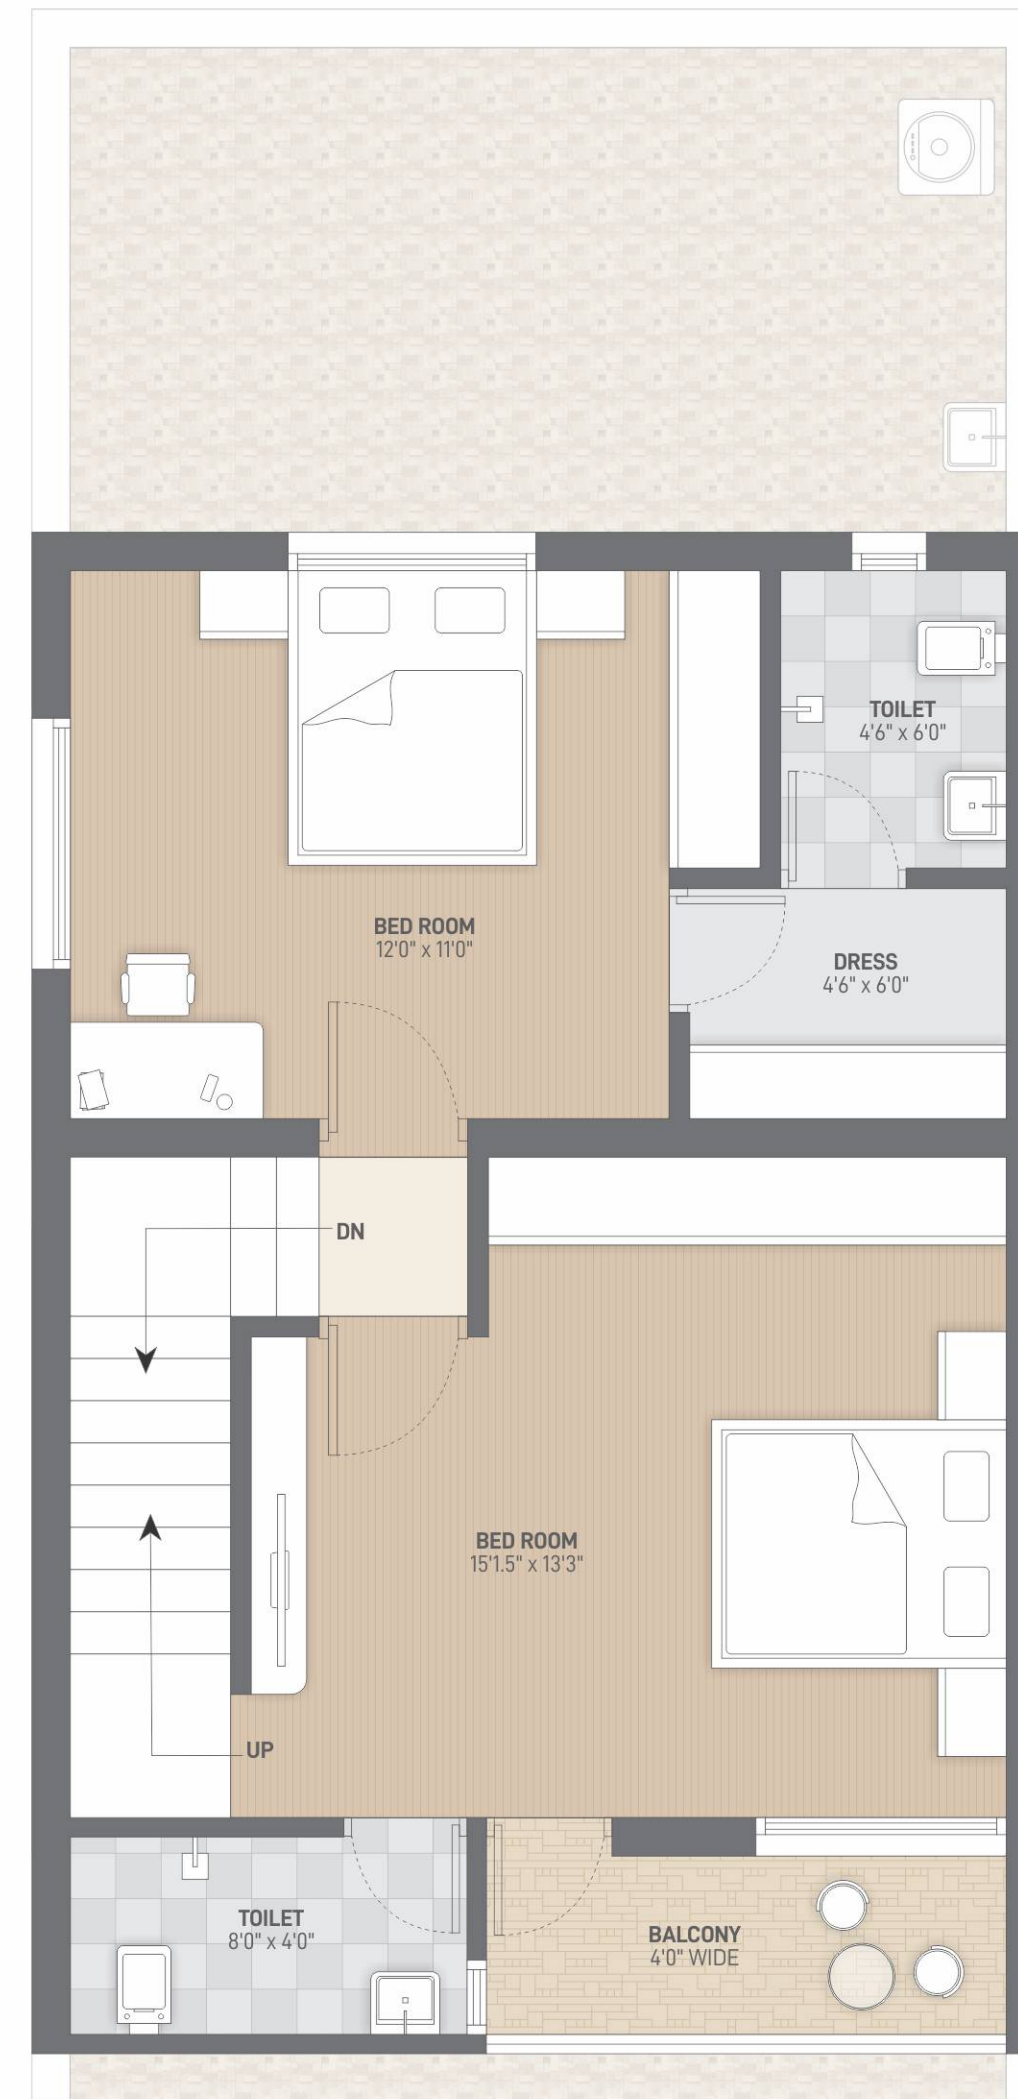 TOILET
4'6" x 6'0"
BED ROOM
12'0" x 11'0"
DRESS
4'6" x 6'0"
DN
BED ROOM
15'1.5" x 13'3"
UP
TOILET
8'0" x 4'0"
BALCONY
4'0" WIDE